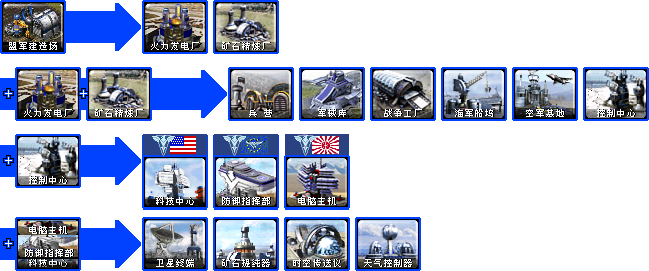 盟军建造场 火力发电厂 矿石精炼厂
火力发电厂 矿石精炼厂 兵营 军械库 战争工厂 海军船坞 空军基地 控制中心
控制中心 科技中心 防御指挥部 电脑主机
电脑主机
防御指挥部
科技中心
卫星终端 矿石提纯器 时空传送仪 天气控制器